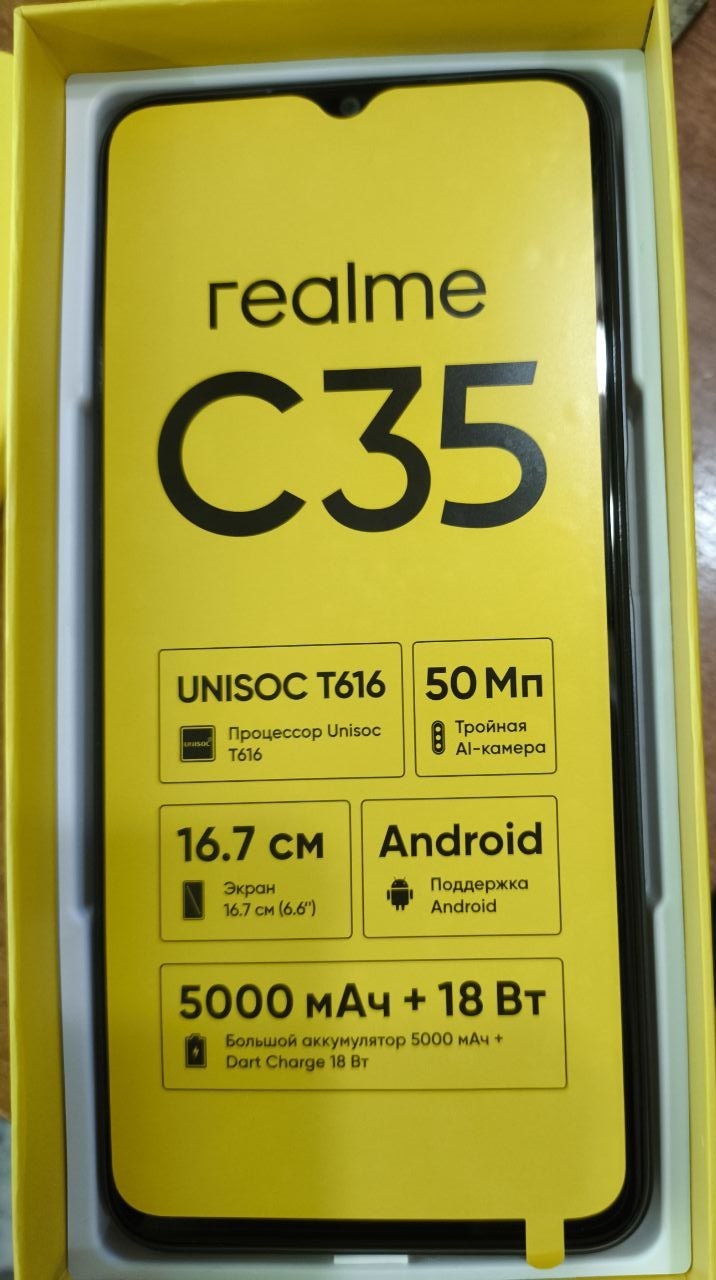 realme
C35
UNISOC T616
unisoc
Процессор Unisoc
T616
50 Мп
Тройная
AI-камера
16.7 см
Экран
16.7 см (6.6")
Android
Поддержка
Android
5000 мАч + 18 Вт
Большой аккумулятор 5000 мАч +
Dart Charge 18 Вт